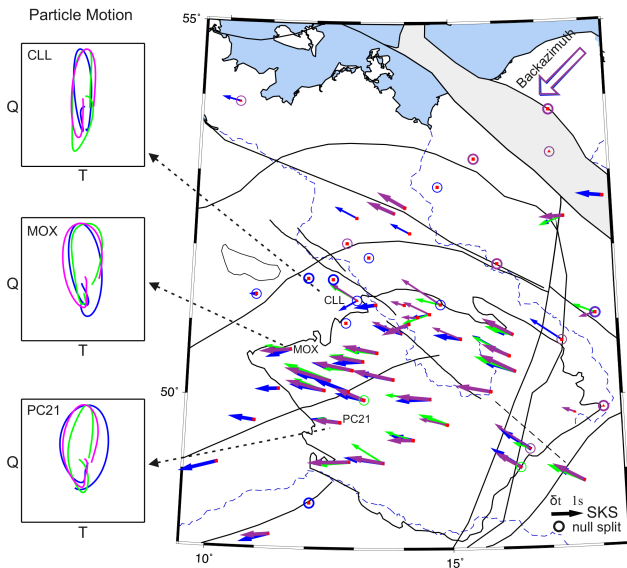 Particle Motion
CLL
Q
T
MOX
Q
T
PC21
Q
T
55
Backazimuth
CLL
MOX
50
PC21
δt 1s
SKS
null split
10
15